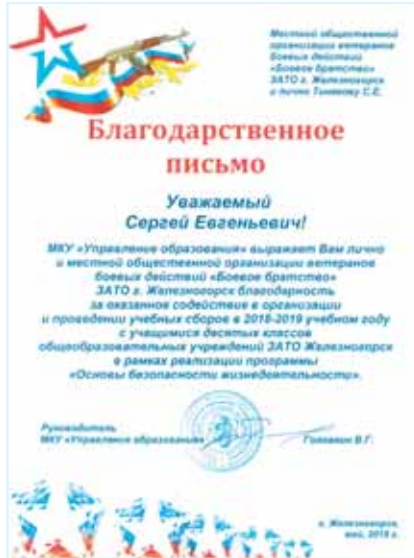 Местной общественной
организации ветеранов
боевых действий
«Боевое братство»
ЗАТО г. Железногорск
и лично С.Е.
Благодарственное
письмо
Уважаемый
Сергей Евгеньевич!
МКУ «Управление образования» выражает Вам лично
и местной общественной организации ветеранов
боевых действий «Боевое братство»
ЗАТО г. Железногорск благодарность
за оказанное содействие в организации
и проведении учебных сборов в 2018-2019 учебном году
с учащимися десятых классов
общеобразовательных учреждений ЗАТО Железногорск
в рамках реализации программы
«Основы безопасности жизнедеятельности».
Руководитель
МКУ «Управление образования» В.Г.
г. Железногорск,
май, г.